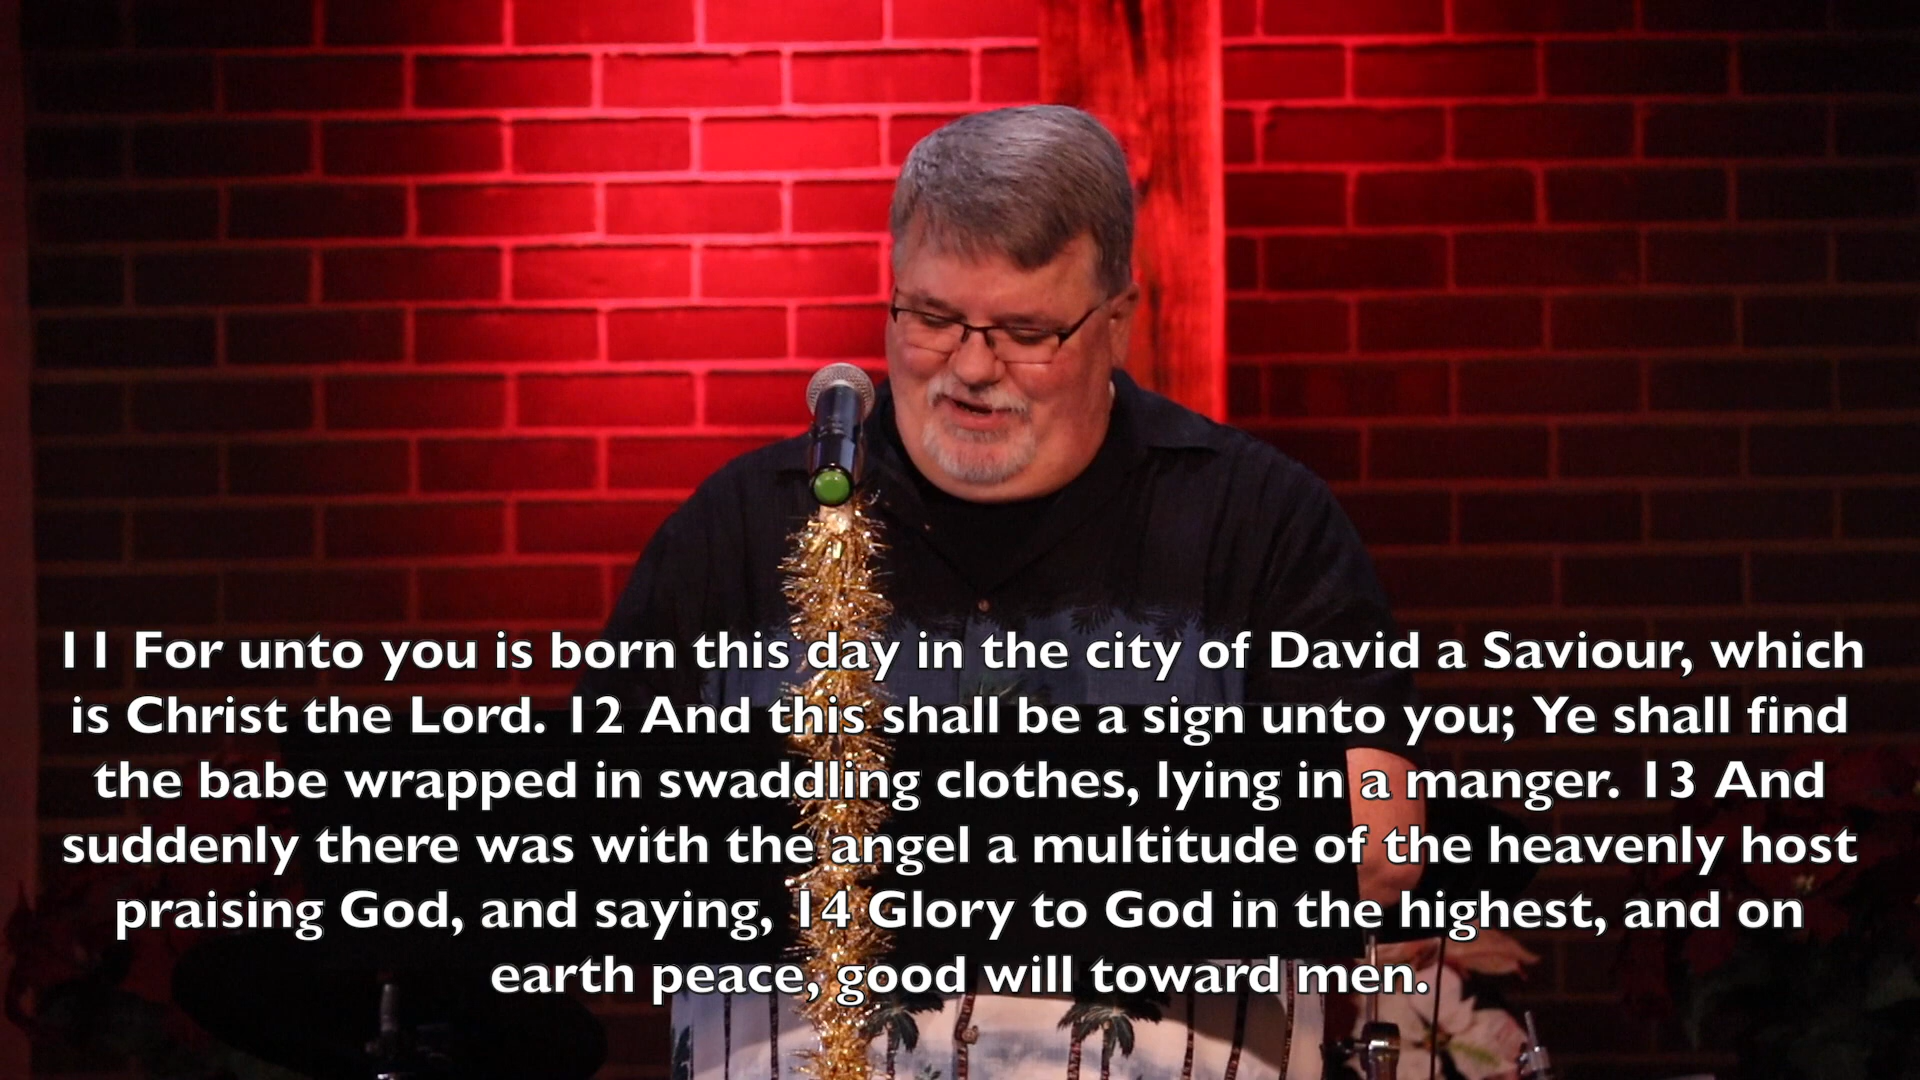 11 For unto you is born this day in the city of David a Saviour, which
is Christ the Lord. 12 And this shall be a sign unto you; Ye shall find
the babe wrapped in swaddling clothes, lying in a manger. 13 And
suddenly there was with the angel a multitude of the heavenly host
praising God, and saying, 14 Glory to God in the highest, and on
earth peace, good will toward men.